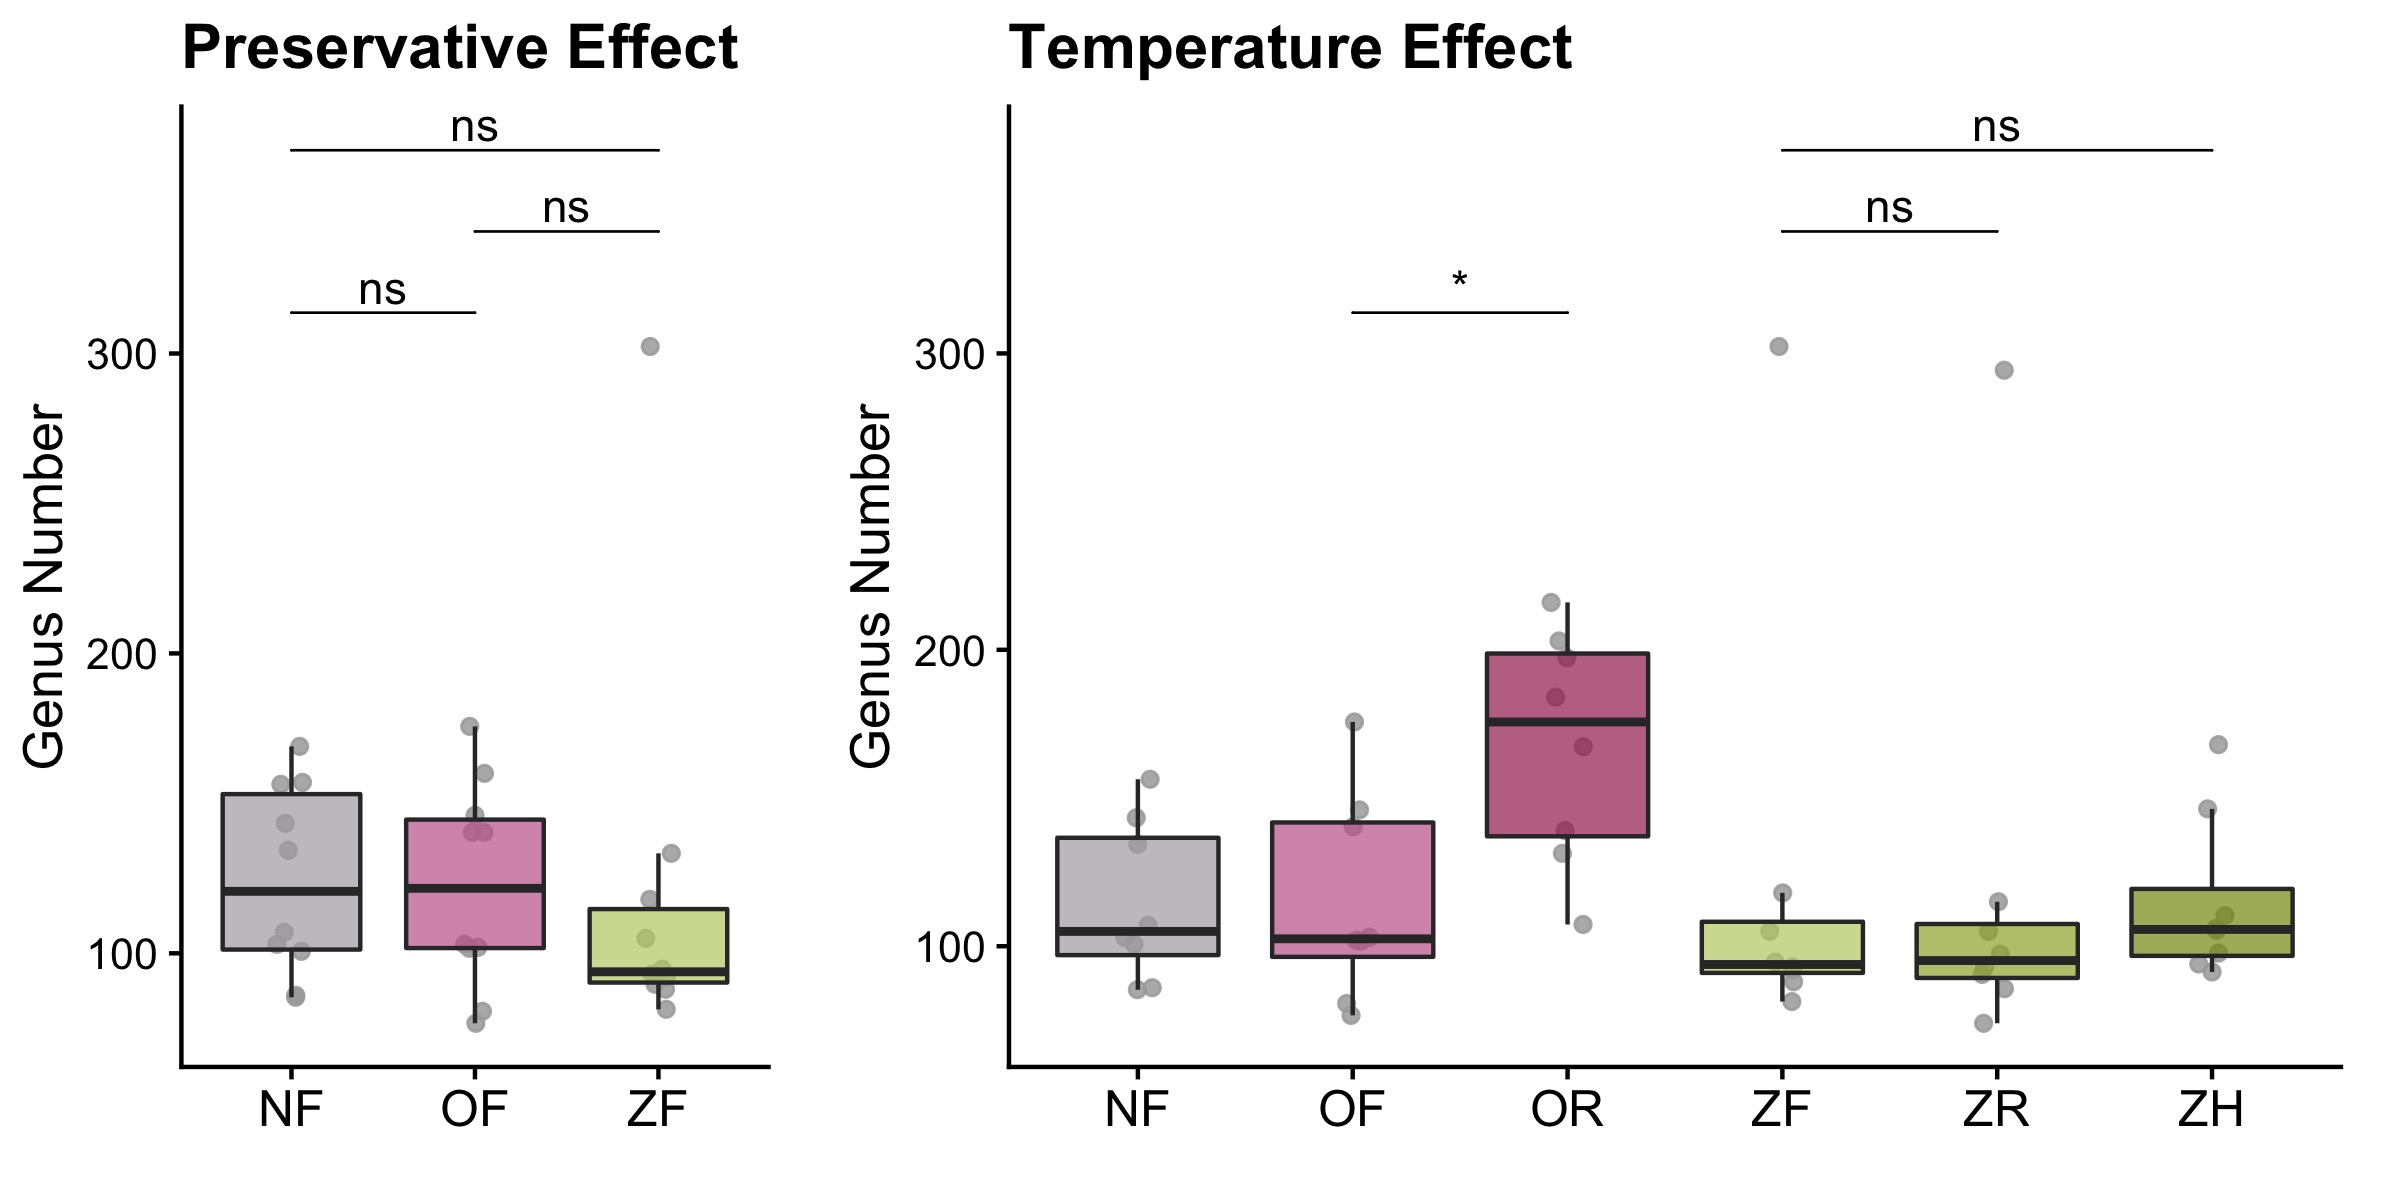 Preservative Effect
ns
ns
ns
300
200
100
Genus Number
NF OF ZF
Temperature Effect
ns
ns
*
300
200
100
Genus Number
NF OF OR ZF ZR ZH